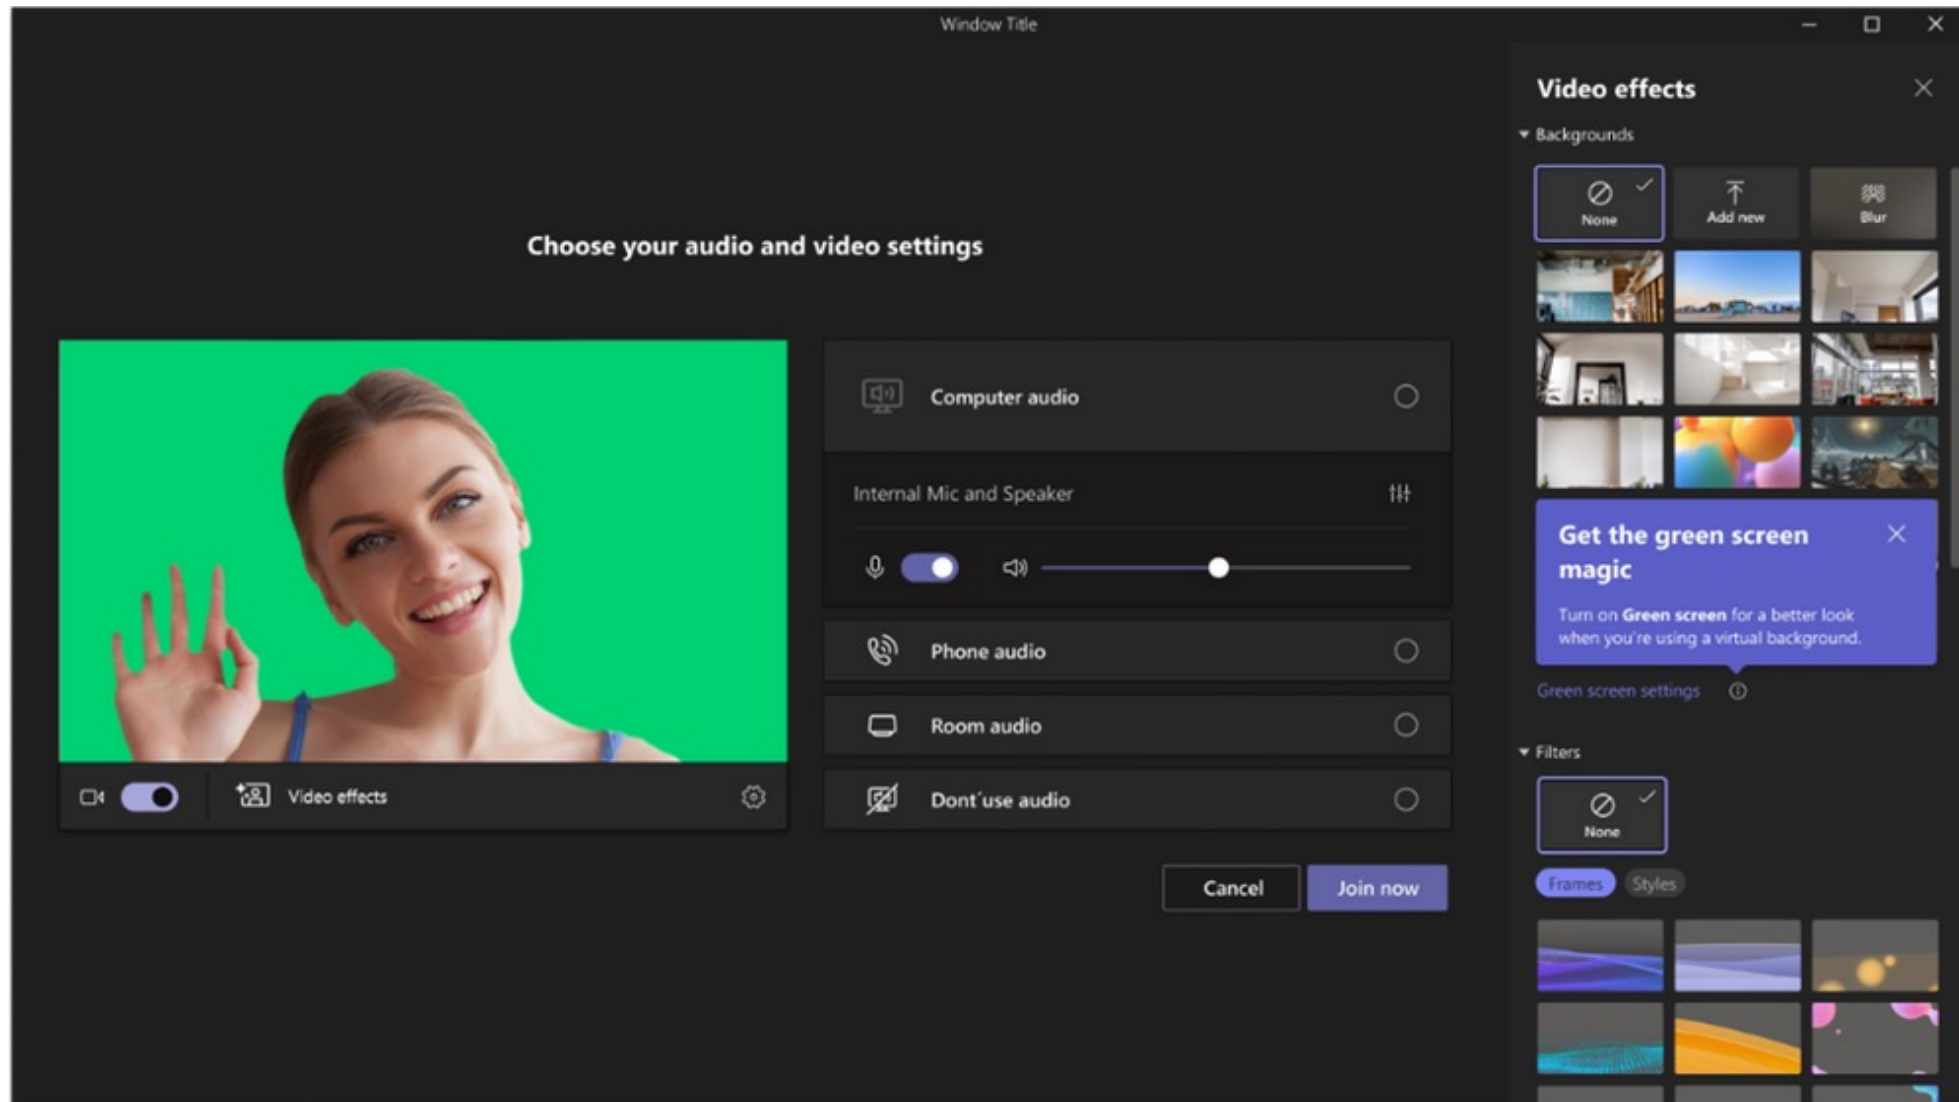 Window Title
Choose your audio and video settings
Computer audio
Internal Mic and Speaker
Phone audio
Room audio
Dont´use audio
Video effects
Cancel
Join now
Video effects
Backgrounds
None
Add new
Blur
Get the green screen
magic
Turn on Green screen for a better look
when you're using a virtual background.
Green screen settings
Filters
None
Frames
Styles